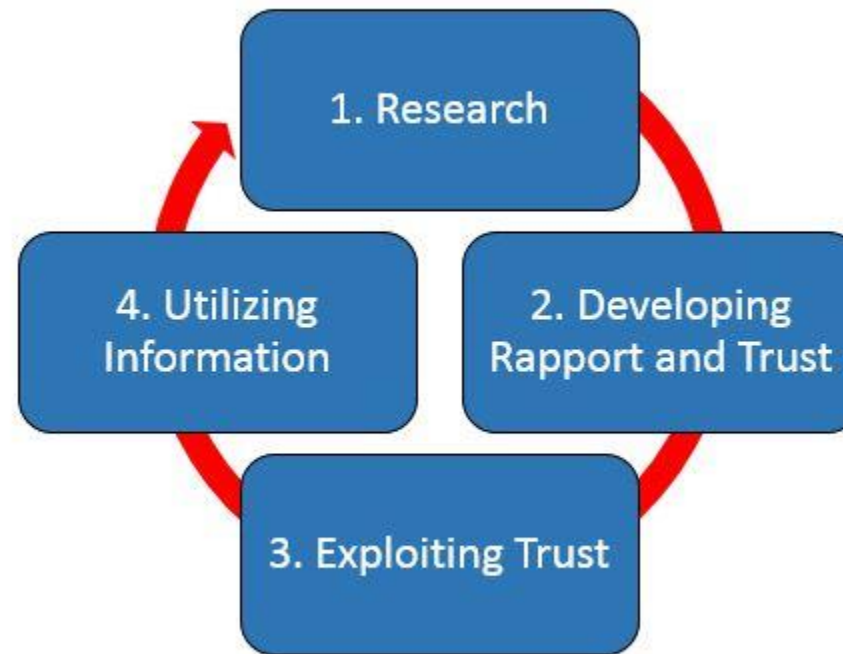 1. Research
2. Developing
Rapport and Trust
3. Exploiting Trust
4. Utilizing
Information